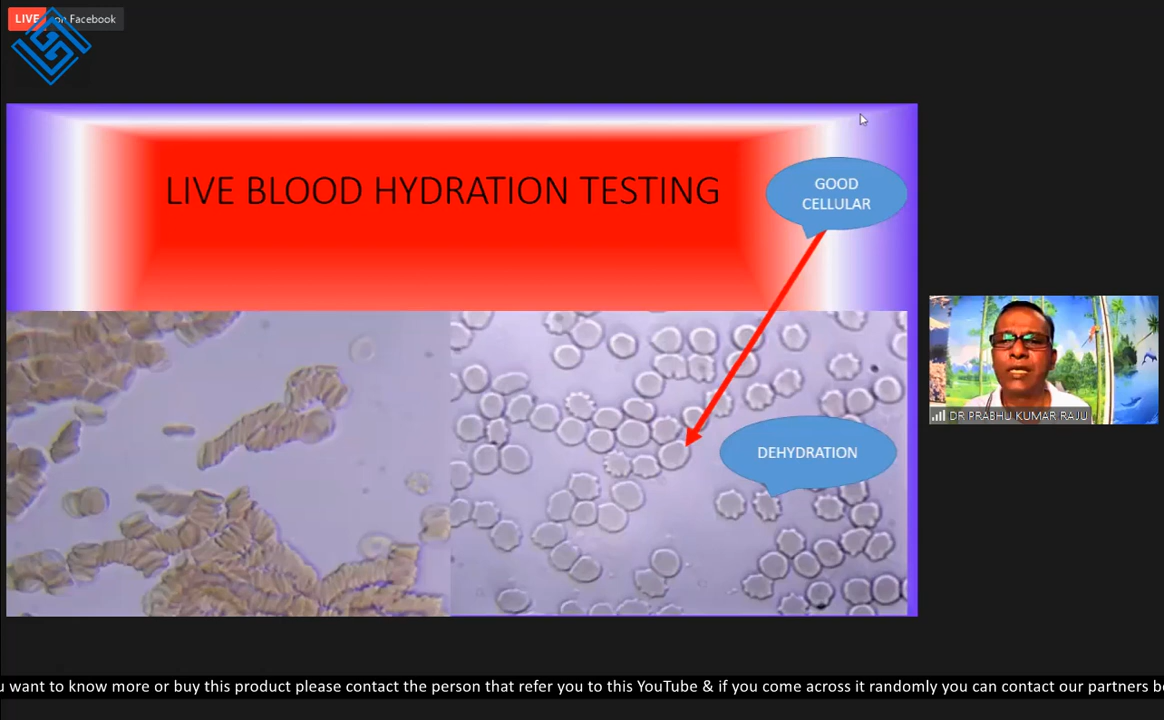 LIVE on Facebook
LIVE BLOOD HYDRATION TESTING
GOOD
CELLULAR
DEHYDRATION
DR PRABHU KUMAR RAJU
want to know more or buy this product please contact the person that refer you to this YouTube & if you come across it randomly you can contact our partners